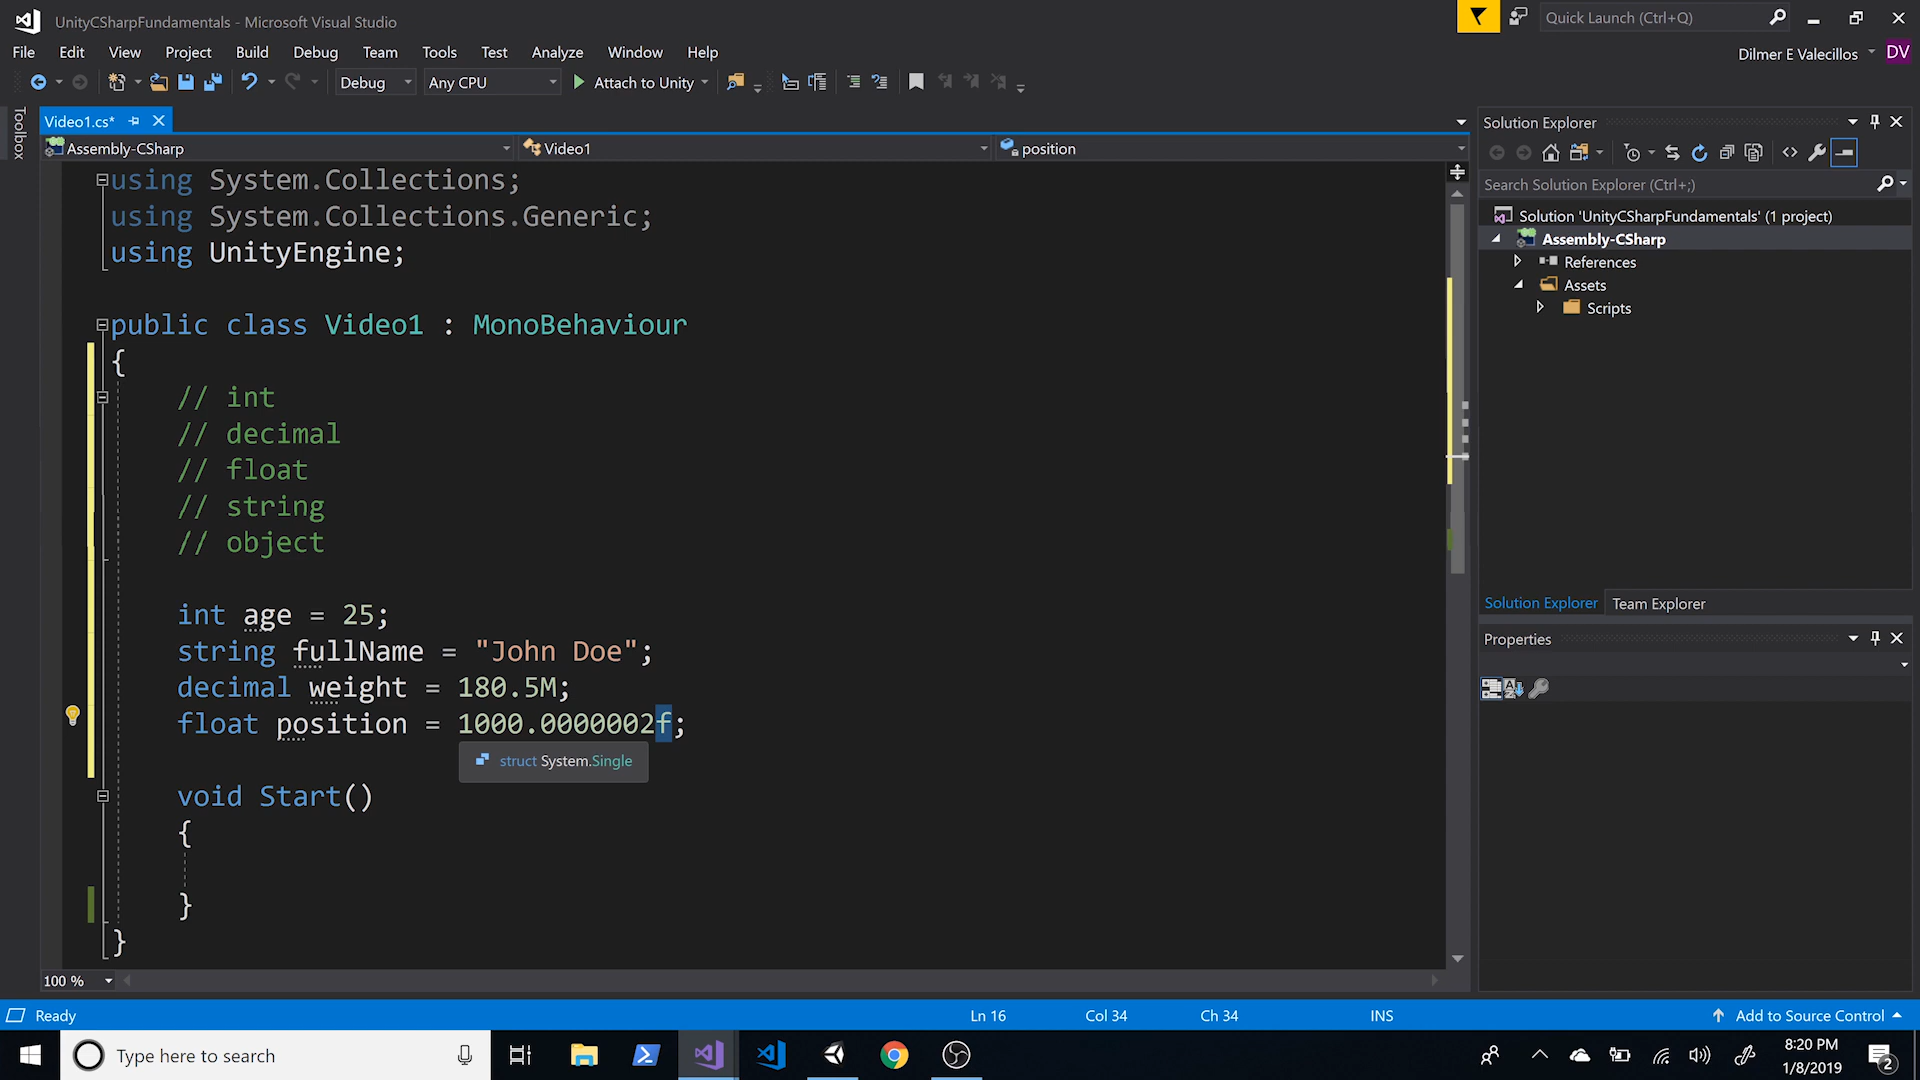 UnityCSharpFundamentals - Microsoft Visual Studio
Quick Launch (Ctrl+Q)
File Edit View Project Build Debug Team Tools Test Analyze Window Help
Dilmer E Valecillos DV
Debug Any CPU Attach to Unity
Toolbox
Video1.cs*
Assembly-CSharp Video1 position
using System.Collections;
using System.Collections.Generic;
using UnityEngine;
public class Video1 : MonoBehaviour
{
// int
// decimal
// float
// string
// object
int age = 25;
string fullName = "John Doe";
decimal weight = 180.5M;
float position = 1000.0000002f;
struct System.Single
void Start()
{
}
}
100 %
Solution Explorer
Search Solution Explorer (Ctrl+;)
Solution 'UnityCSharpFundamentals' (1 project)
Assembly-CSharp
References
Assets
Scripts
Solution Explorer Team Explorer
Properties
Ready Ln 16 Col 34 Ch 34 INS Add to Source Control
Type here to search
8:20 PM
1/8/2019
2